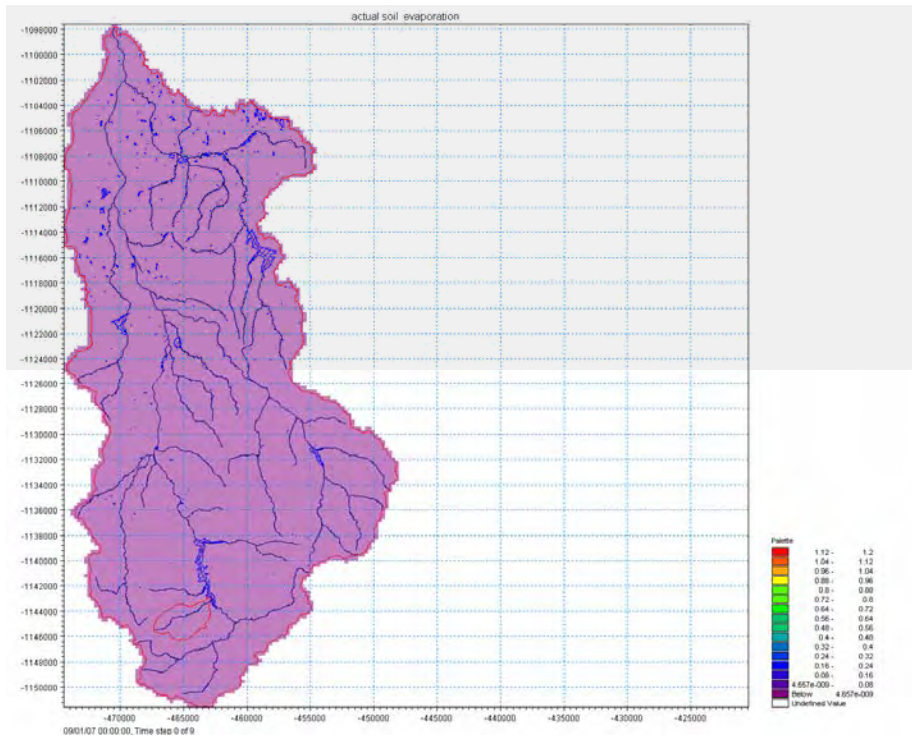 actual soil evaporation
-1098000
-1100000
-1102000
-1104000
-1106000
-1108000
-1110000
-1112000
-1114000
-1116000
-1118000
-1120000
-1122000
-1124000
-1126000
-1128000
-1130000
-1132000
-1134000
-1136000
-1138000
-1140000
-1142000
-1144000
-1146000
-1148000
-1150000
-470000 -465000 -460000 -455000 -450000 -445000 -440000 -435000 -430000 -425000
09/01/07 00:00:00, Time step 0 of 9
Palette
1.12 - 1.2
1.04 - 1.12
0.96 - 1.04
0.88 - 0.96
0.8 - 0.88
0.72 - 0.8
0.64 - 0.72
0.56 - 0.64
0.48 - 0.56
0.4 - 0.48
0.32 - 0.4
0.24 - 0.32
0.16 - 0.24
0.08 - 0.16
4.657e-009 - 0.08
Below 4.657e-009
Undefined Value